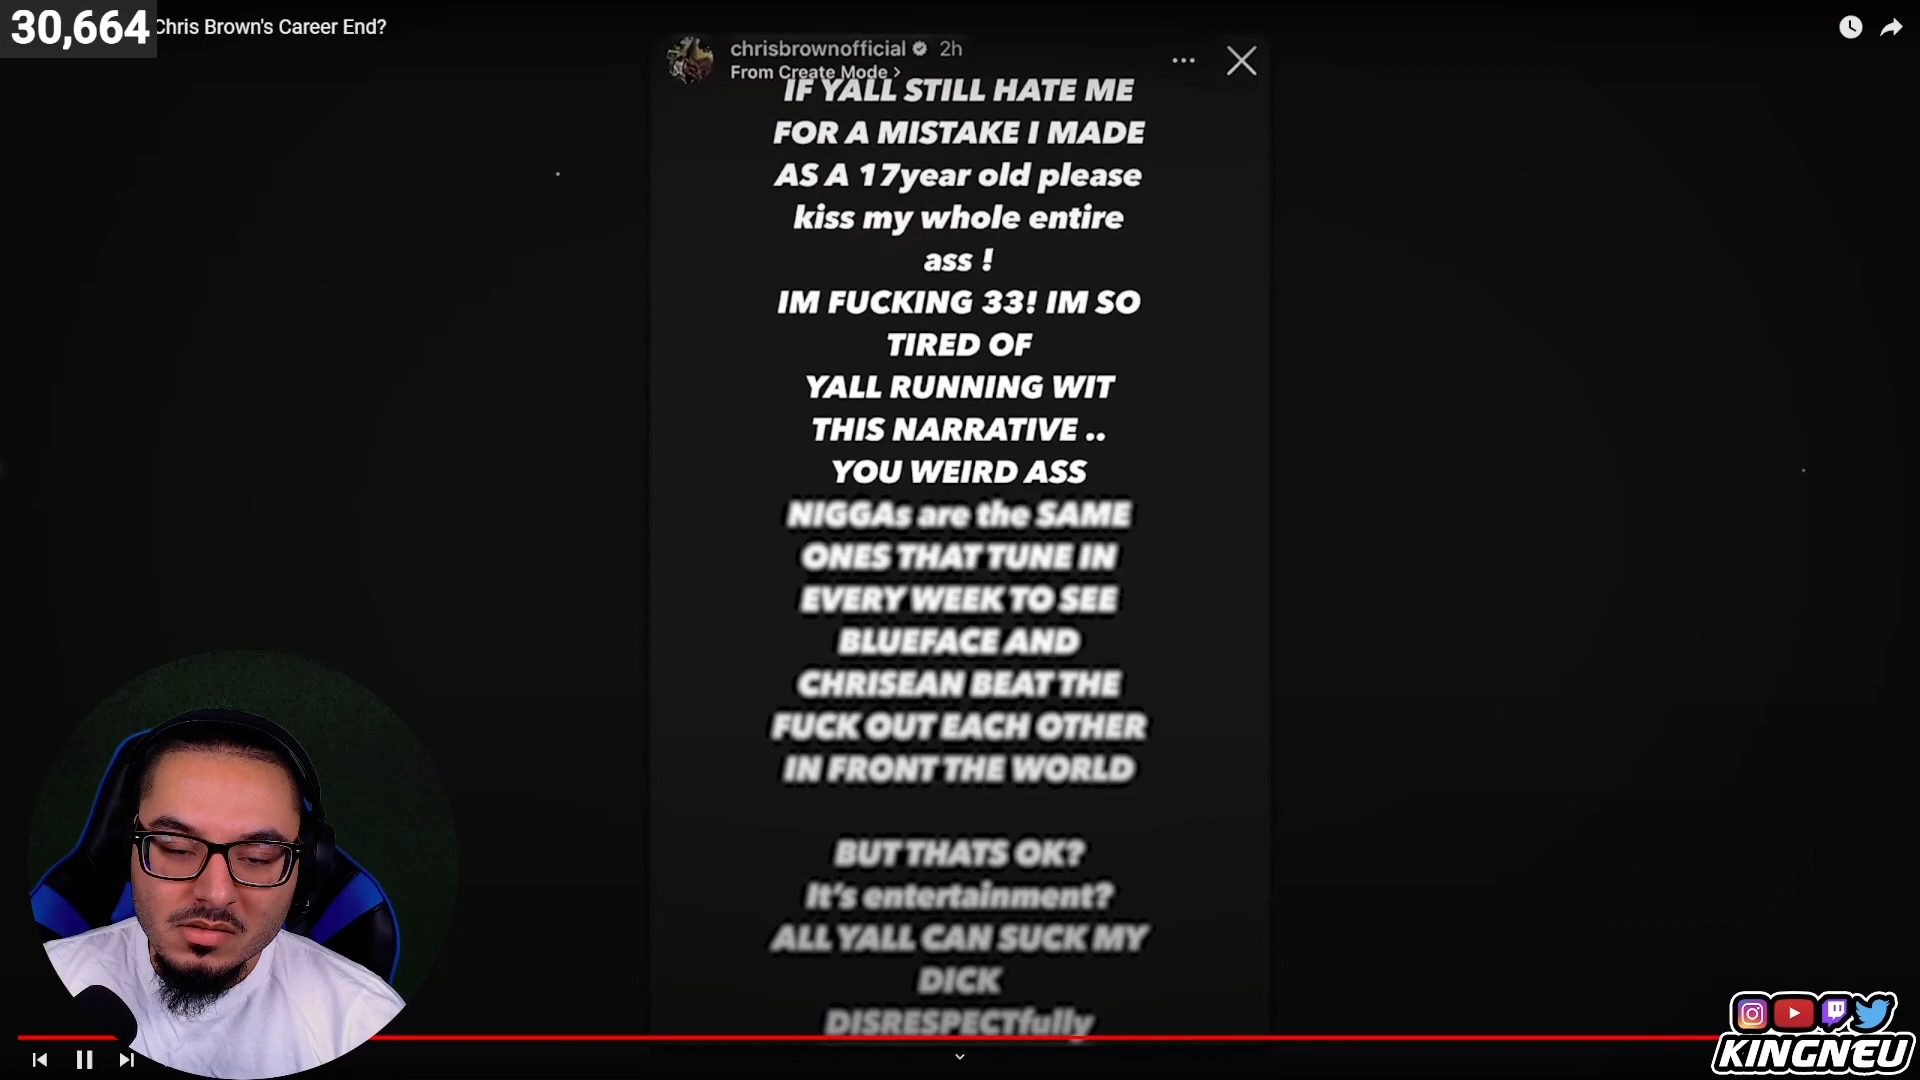 30,664
Chris Brown's Career End?
chrisbrownofficial 2h
From Create Mode >
IF YALL STILL HATE ME
FOR A MISTAKE I MADE
AS A 17year old please
kiss my whole entire
ass !
IM FUCKING 33! IM SO
TIRED OF
YALL RUNNING WIT
THIS NARRATIVE ..
YOU WEIRD ASS
NIGGAs are the SAME
ONES THAT TUNE IN
EVERY WEEK TO SEE
BLUEFACE AND
CHRISEAN BEAT THE
FUCK OUT EACH OTHER
IN FRONT THE WORLD
BUT THATS OK?
It's entertainment?
ALL YALL CAN SUCK MY
DICK
DISRESPECTfully
KINGNEU